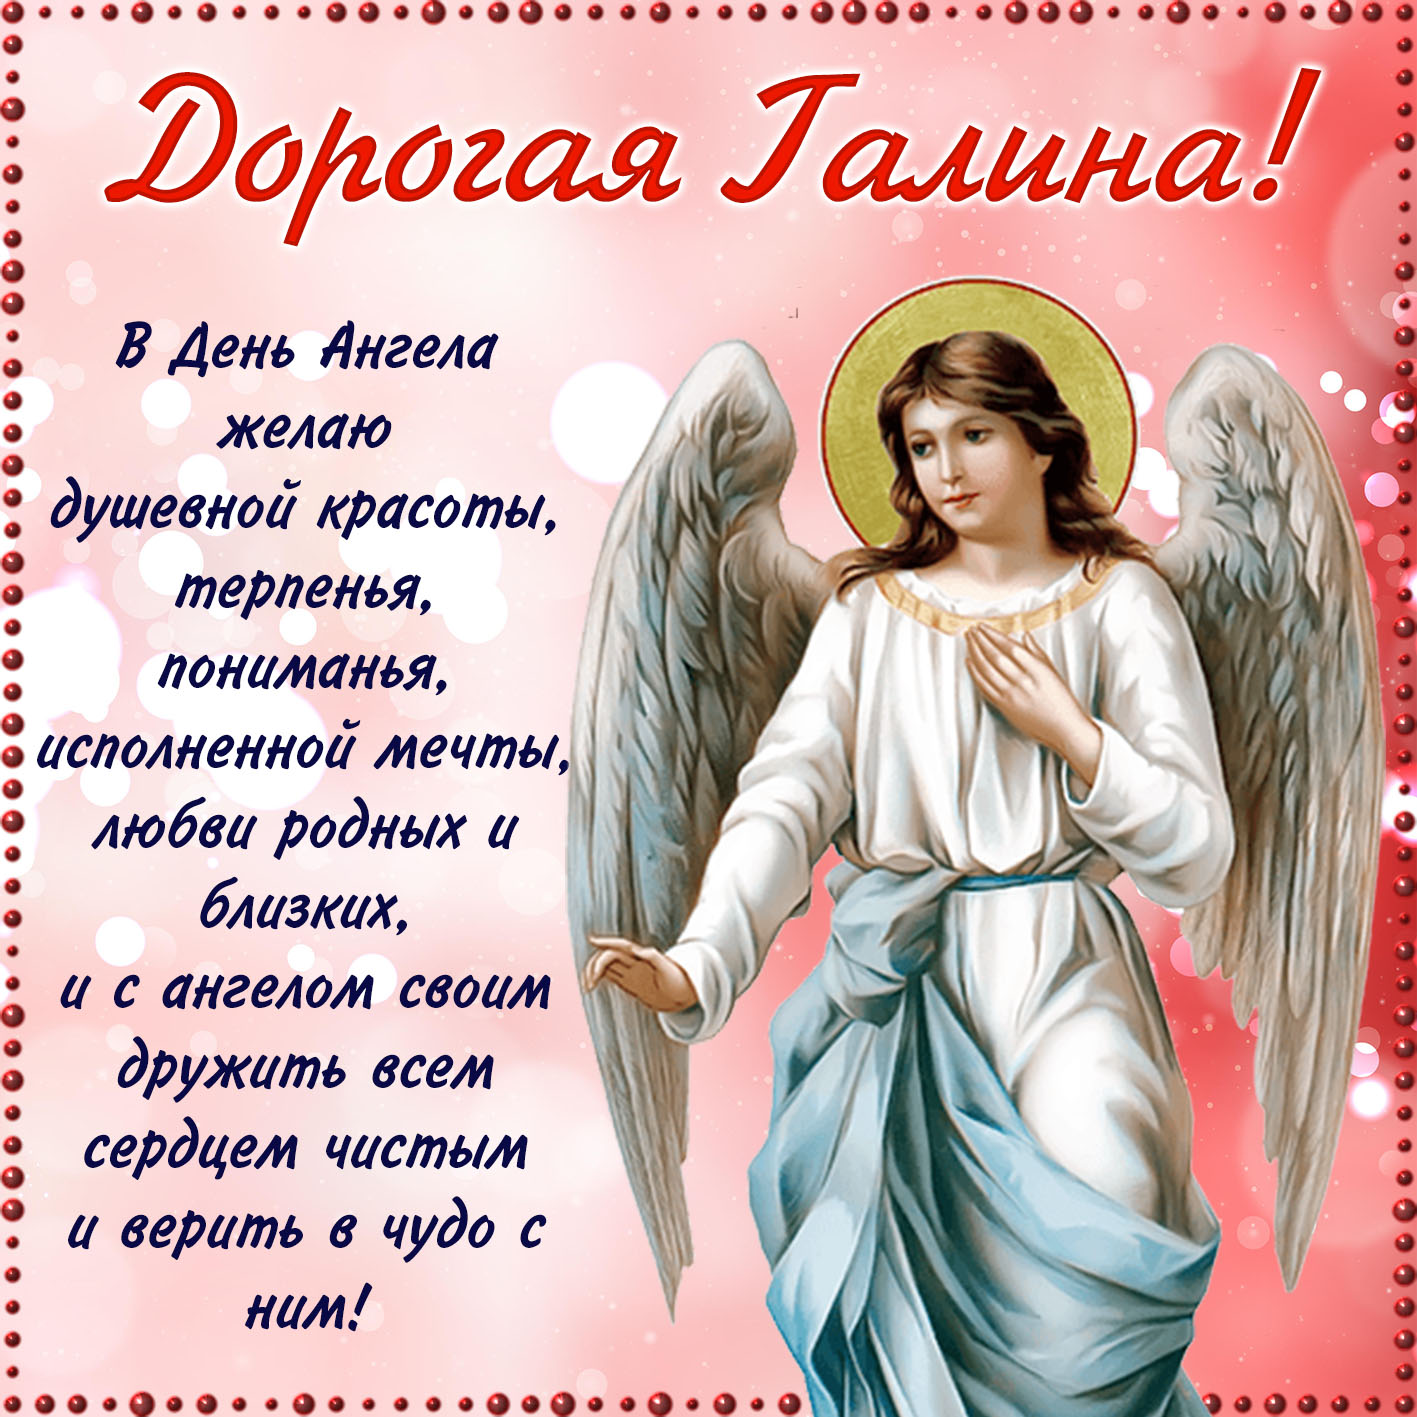 Дорогая Галина!
В День Ангела
желаю
душевной красоты,
терпенья,
пониманья,
исполненной мечты,
любви родных и
близких,
и с ангелом своим
дружить всем
сердцем чистым
и верить в чудо с
ним!